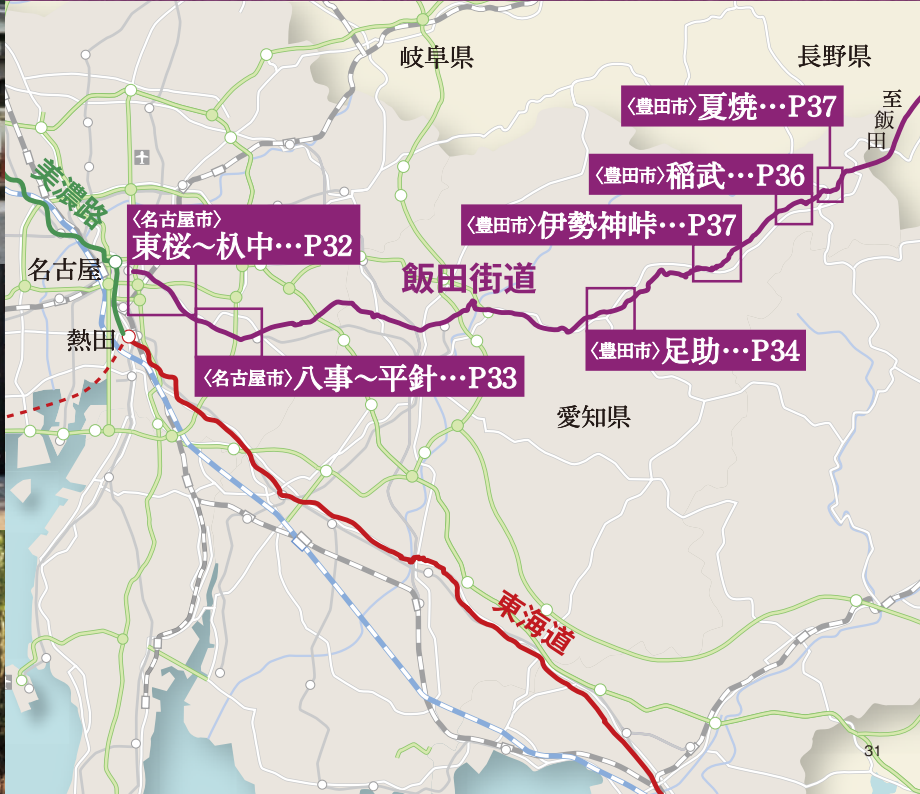 岐阜県
長野県
〈豊田市〉夏焼…P37
至飯田
〈豊田市〉稲武…P36
美濃路
〈名古屋市〉
東桜～杁中…P32
〈豊田市〉伊勢神峠…P37
名古屋
飯田街道
熱田
〈豊田市〉足助…P34
〈名古屋市〉八事～平針…P33
愛知県
東海道
31